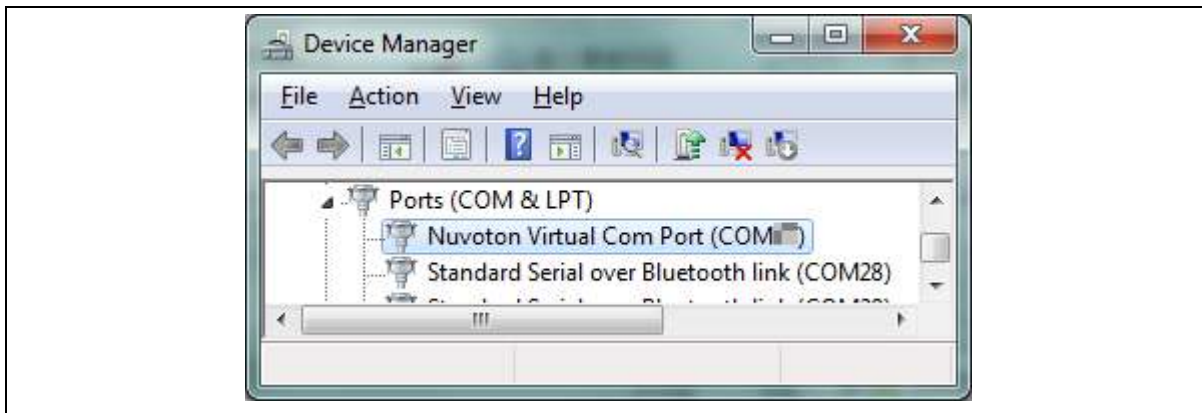 Device Manager
File Action View Help
Ports (COM & LPT)
Nuvoton Virtual Com Port (COM)
Standard Serial over Bluetooth link (COM28)